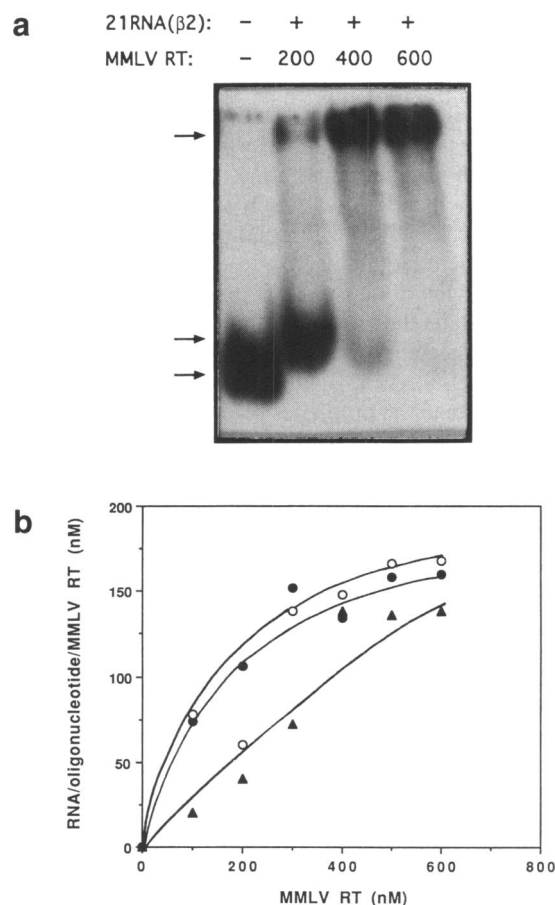 a
21RNA(β2): - + + +
MMLV RT: - 200 400 600
b
RNA/oligonucleotide/MMLV RT (nM)
200
150
100
50
0
0 200 400 600 800
MMLV RT (nM)